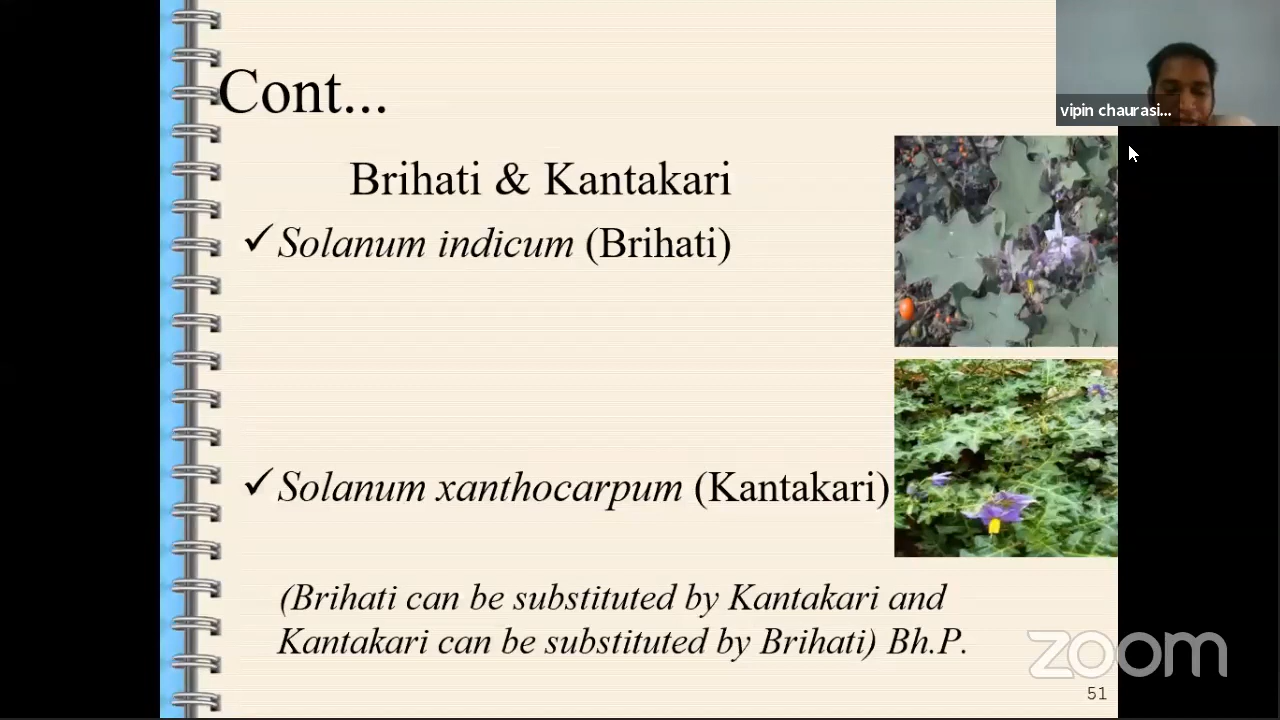 Cont...
vipin chaurasi...
Brihati & Kantakari
✓ Solanum indicum (Brihati)
✓ Solanum xanthocarpum (Kantakari)
(Brihati can be substituted by Kantakari and
Kantakari can be substituted by Brihati) Bh.P.
zoom
51